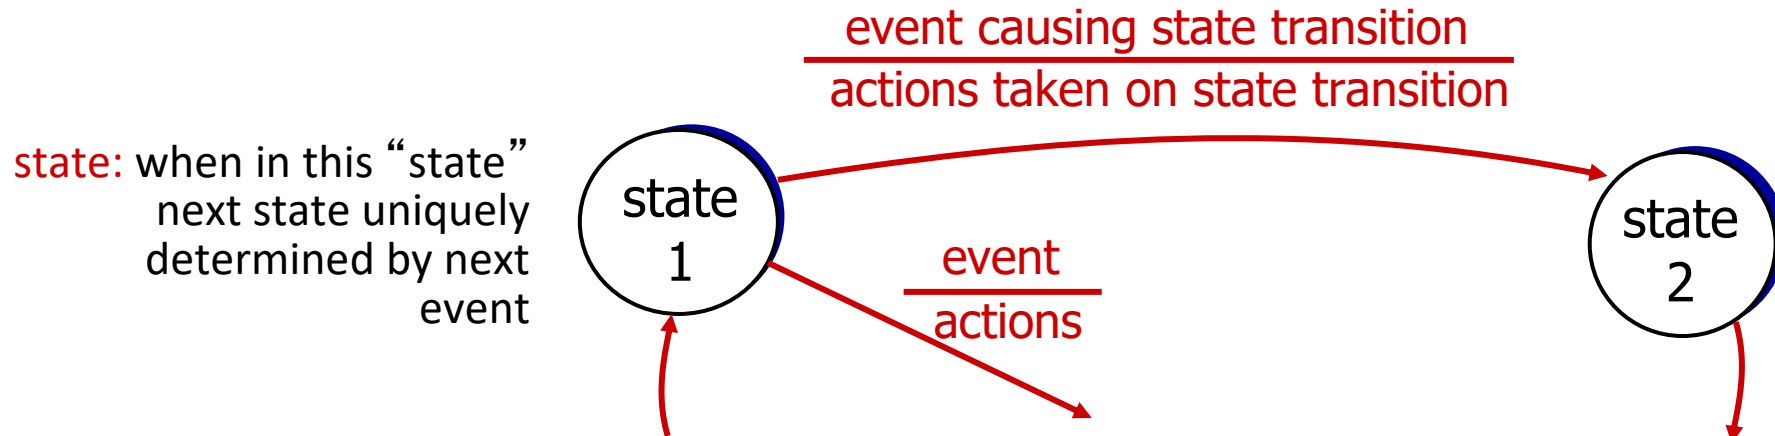 event causing state transition
actions taken on state transition
state: when in this “state”
next state uniquely
determined by next
event
state
1
event
actions
state
2